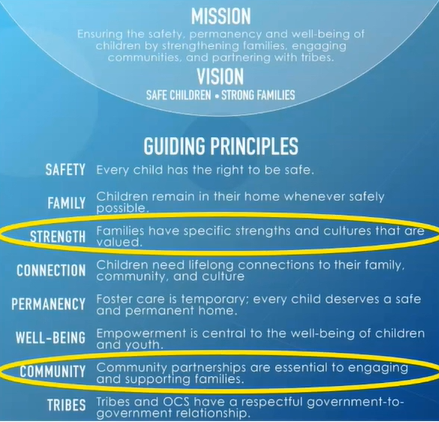 MISSION
Ensuring the safety, permanency and well-being of
children by strengthening families, engaging
communities, and partnering with tribes.
VISION
SAFE CHILDREN • STRONG FAMILIES
GUIDING PRINCIPLES
SAFETY Every child has the right to be safe.
FAMILY Children remain in their home whenever safely
possible.
STRENGTH Families have specific strengths and cultures that are
valued.
CONNECTION Children need lifelong connections to their family,
community, and culture
PERMANENCY Foster care is temporary; every child deserves a safe
and permanent home.
WELL-BEING Empowerment is central to the well-being of children
and youth.
COMMUNITY Community partnerships are essential to engaging
and supporting families.
TRIBES Tribes and OCS have a respectful government-to-
government relationship.